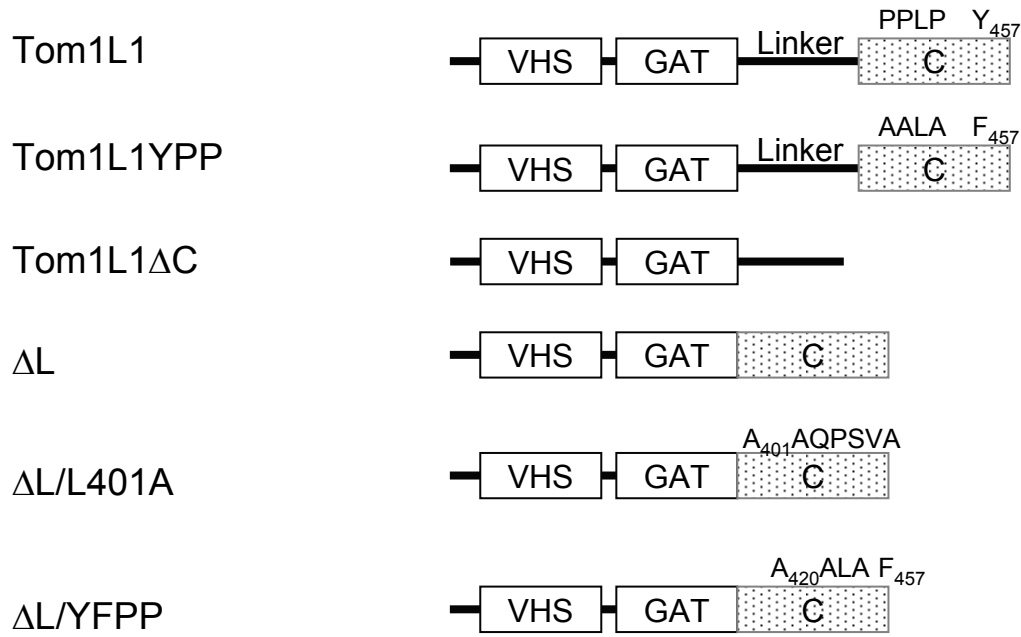 PPLP Y457
Tom1L1 VHS GAT Linker C
AALA F457
Tom1L1YPP VHS GAT Linker C
Tom1L1ΔC VHS GAT
ΔL VHS GAT C
A401AQPSVA
ΔL/L401A VHS GAT C
A420ALA F457
ΔL/YFPP VHS GAT C